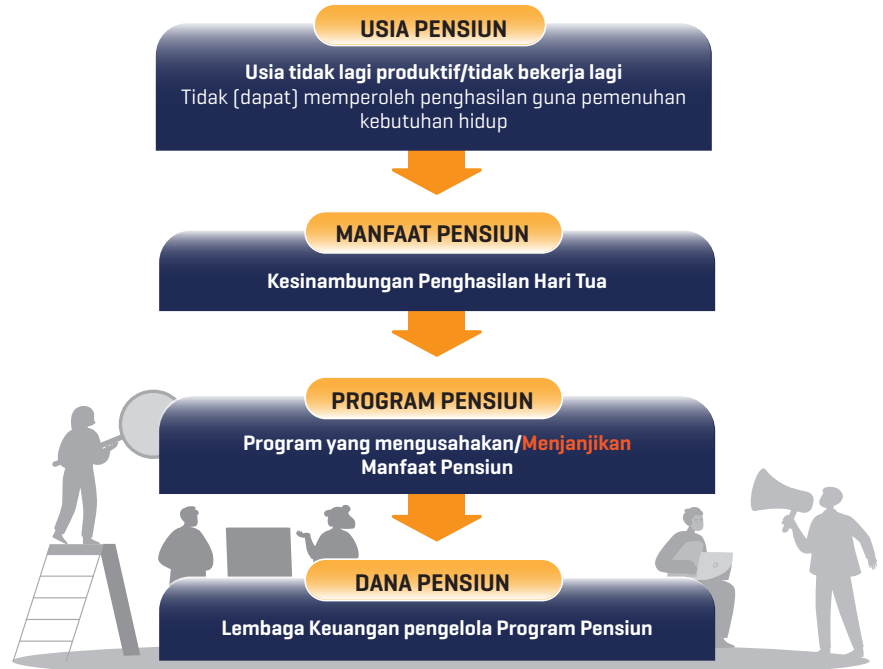 USIA PENSIUN
Usia tidak lagi produktif/tidak bekerja lagi
Tidak (dapat) memperoleh penghasilan guna pemenuhan
kebutuhan hidup
MANFAAT PENSIUN
Kesinambungan Penghasilan Hari Tua
PROGRAM PENSIUN
Program yang mengusahakan/Menjanjikan
Manfaat Pensiun
DANA PENSIUN
Lembaga Keuangan pengelola Program Pensiun